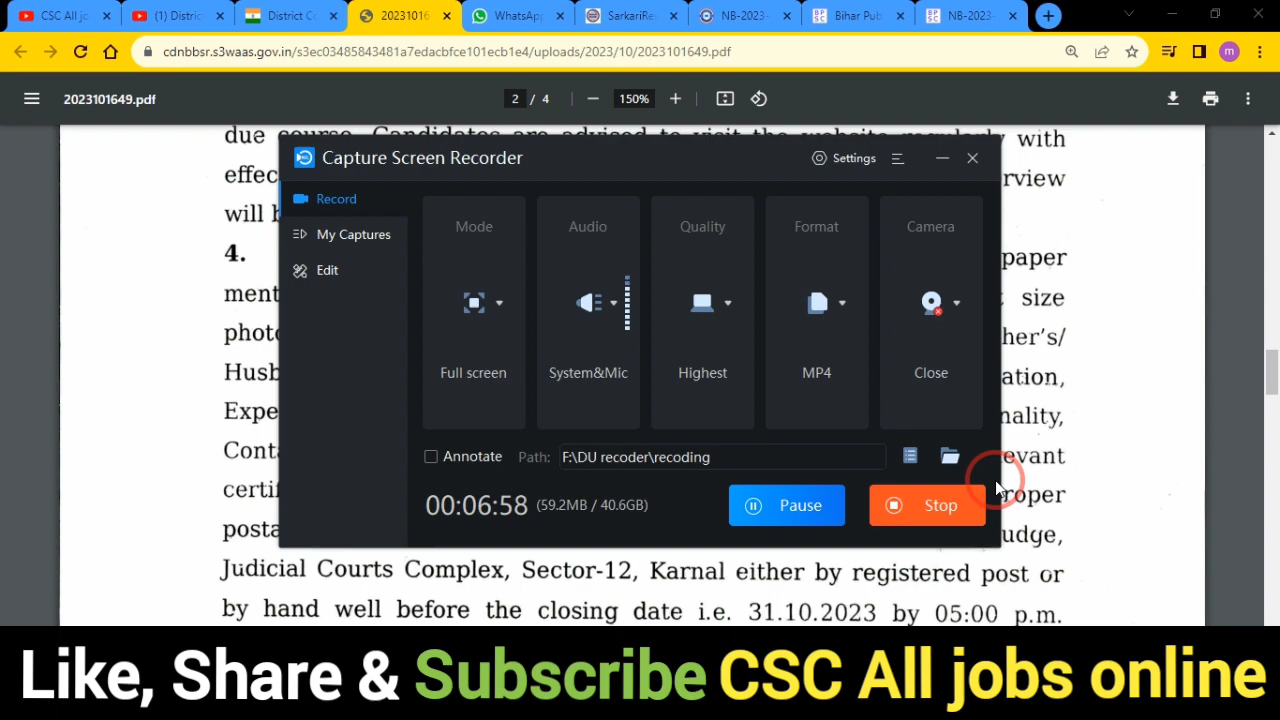 CSC all jo
(1) Distric
District Co
20231016
WhatsApp
SarkariRe
NB-2023-
Bihar Pub
NB-2023-
cdnbbsr.s3waas.gov.in/s3ec03485843481a7edacbfce101ecb1e4/uploads/2023/10/2023101649.pdf
m
2023101649.pdf
2 / 4
150%
due course. Candidates are advised to visit the website regularly with
effec
rview
will b
Capture Screen Recorder
Settings
Record
My Captures
Edit
Mode
Audio
Quality
Format
Camera
Full screen
System&Mic
Highest
MP4
Close
Annotate
Path: F:\DU recoder\recoding
00:06:58 (59.2MB / 40.6GB)
Pause
Stop
4.
paper
ment
size
photo
her's/
Husb
ation,
Expe
nality,
Conta
evant
certif
roper
posta
udge,
Judicial Courts Complex, Sector-12, Karnal either by registered post or
by hand well before the closing date i.e. 31.10.2023 by 05:00 p.m.
Like, Share & Subscribe CSC All jobs online